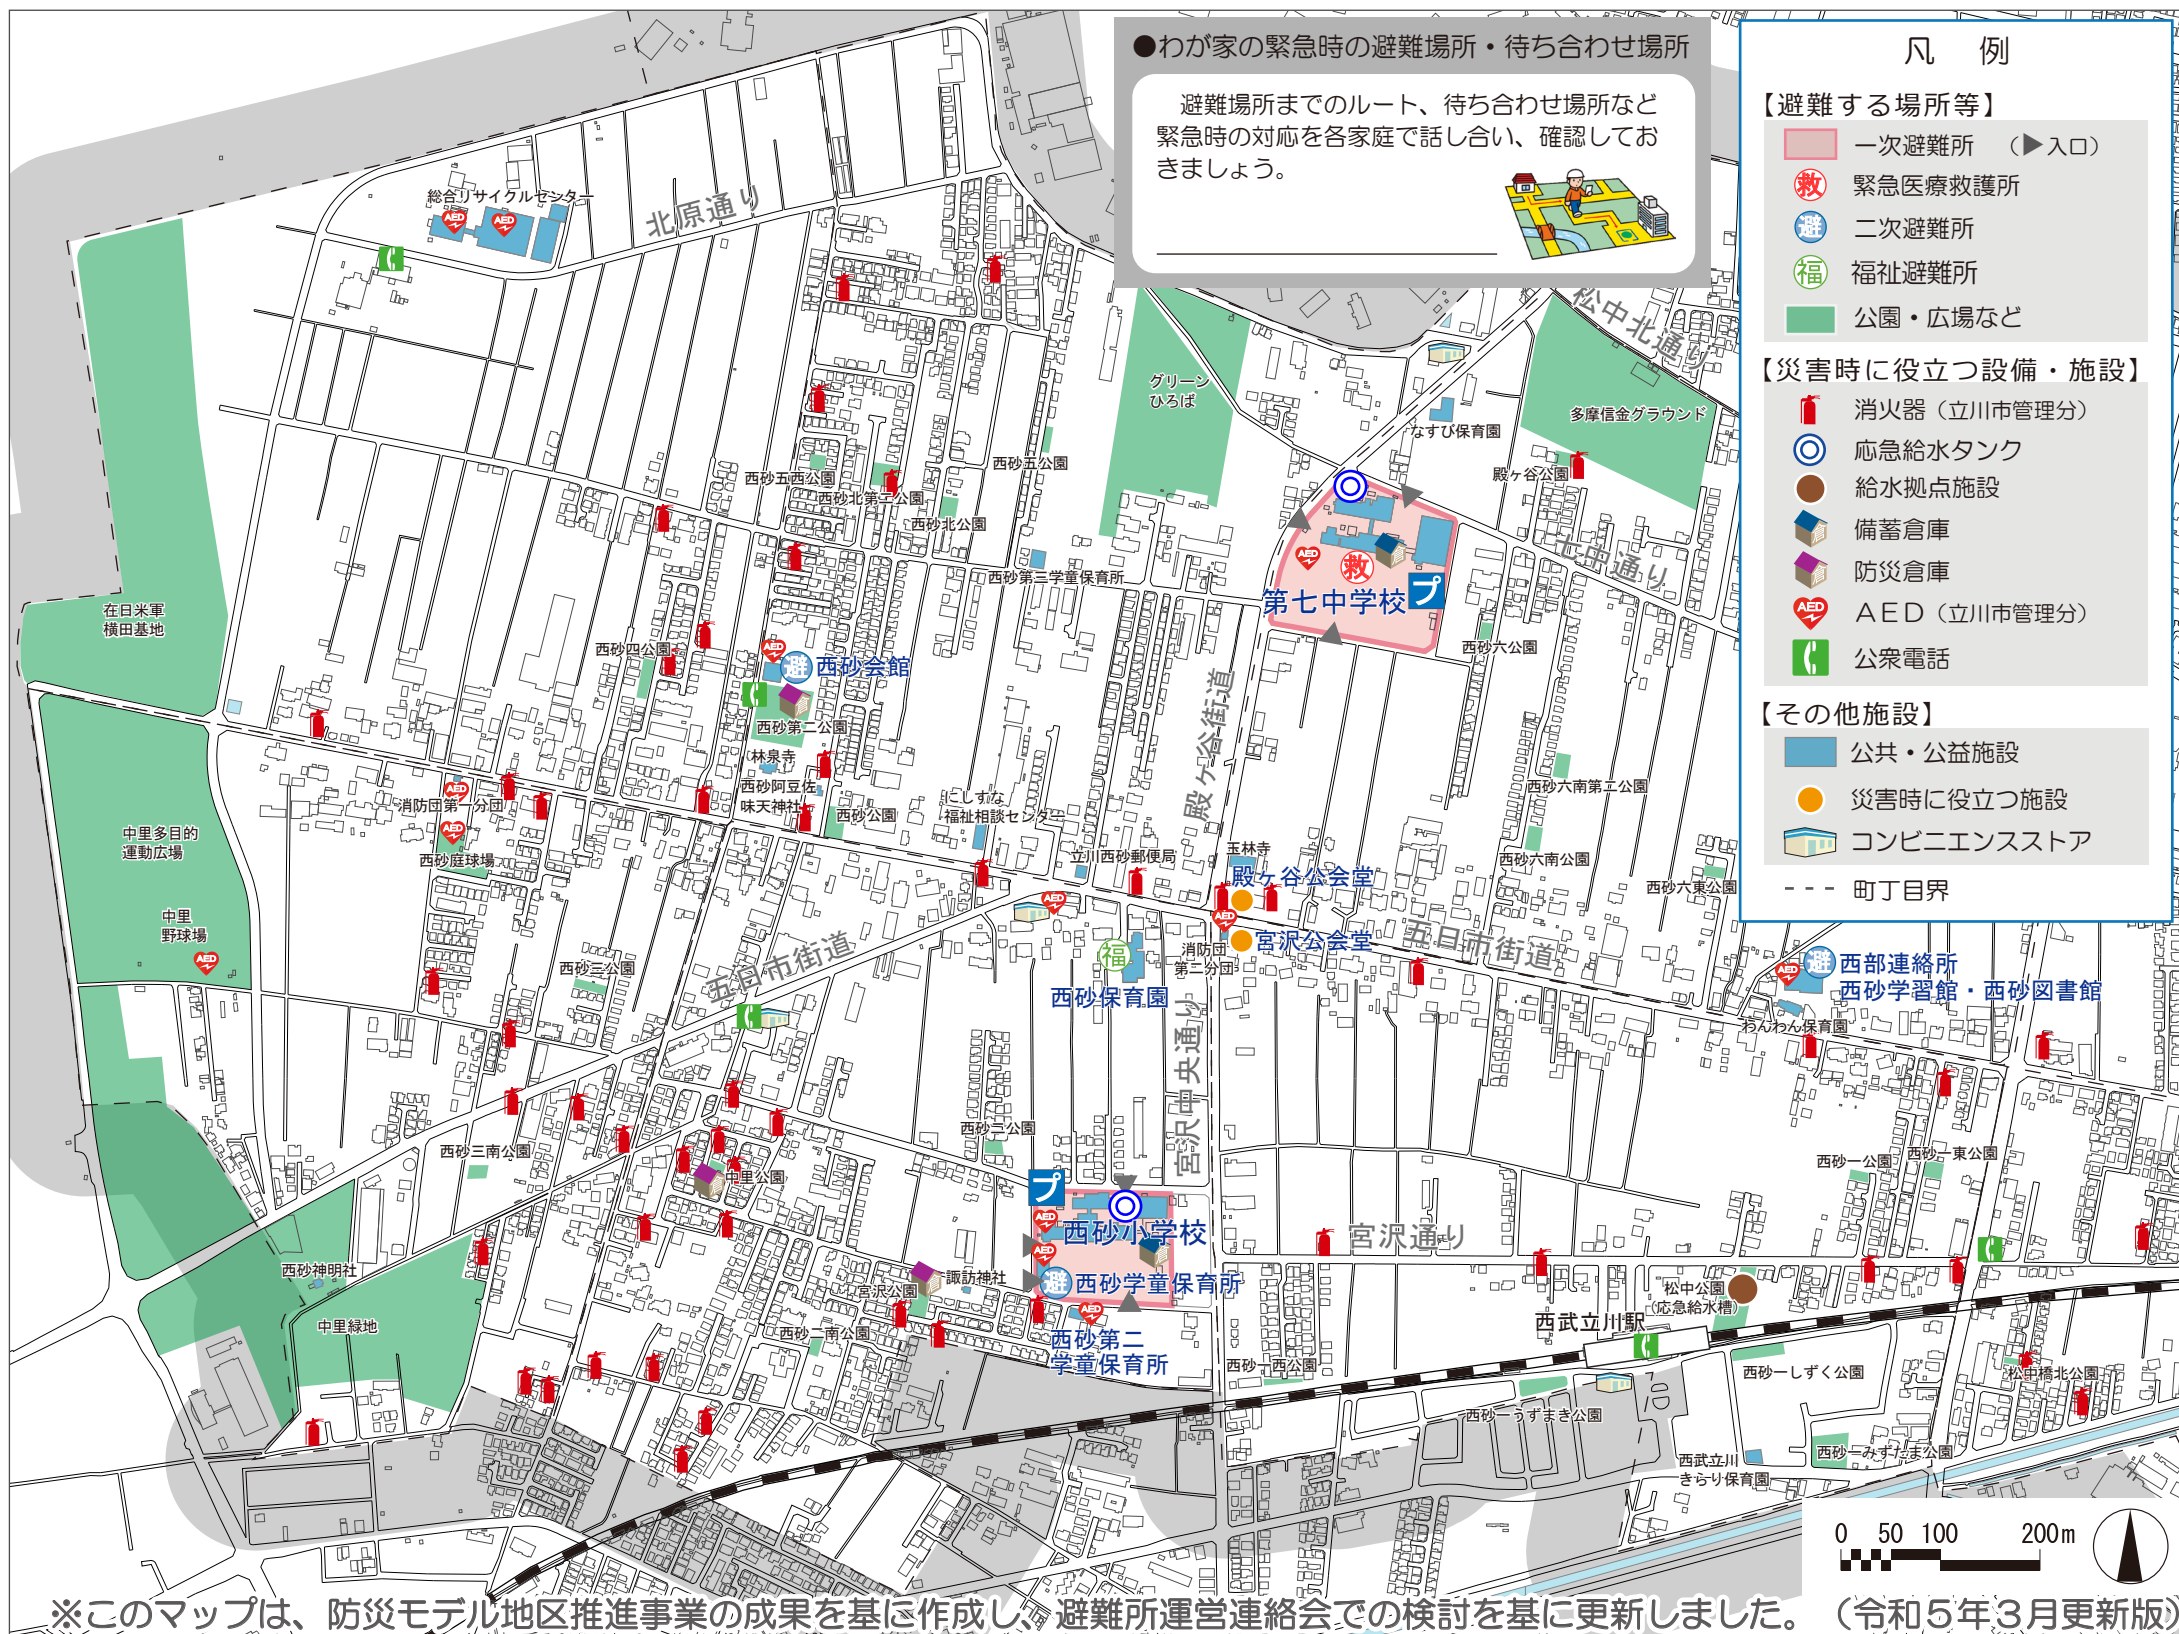 ●わが家の緊急時の避難場所・待ち合わせ場所
避難場所までのルート、待ち合わせ場所など
緊急時の対応を各家庭で話し合い、確認してお
きましょう。
凡 例
【避難する場所等】
一次避難所 (▶入口)
救 緊急医療救護所
避 二次避難所
福 福祉避難所
公園・広場など
【災害時に役立つ設備・施設】
消火器(立川市管理分)
応急給水タンク
給水拠点施設
備蓄倉庫
防災倉庫
AED AED(立川市管理分)
公衆電話
【その他施設】
公共・公益施設
災害時に役立つ施設
コンビニエンスストア
町丁目界
総合リサイクルセンター
AED
AED
北原通り
松中北通り
グリーン
ひろば
多摩信金グラウンド
なすび保育園
殿ヶ谷公園
西砂五公園
西砂五西公園
西砂北第二公園
西砂北公園
西砂第三学童保育所
七中通り
AED
救
プ
第七中学校
西砂六公園
在日米軍
横田基地
西砂四公園
AED
避
西砂会館
西砂第二公園
林泉寺
西砂阿豆佐
味天神社
西砂公園
にしすな
福祉相談センター
殿ヶ谷街道
西砂六南第二公園
西砂六南公園
西砂六東公園
AED
消防団第一分団
AED
西砂庭球場
中里多目的
運動広場
中里
野球場
AED
立川西砂郵便局
玉林寺
殿ヶ谷公会堂
AED
AED
宮沢公会堂
消防団
第二分団
五日市街道
五日市街道
福
西砂保育園
西砂三公園
AED
避
西部連絡所
西砂学習館・西砂図書館
わんわん保育園
宮沢中央通り
西砂二公園
西砂三南公園
中里公園
西砂一公園
西砂一東公園
プ
AED
西砂小学校
AED
避
西砂学童保育所
AED
西砂第二
学童保育所
宮沢通り
西砂神明社
諏訪神社
宮沢公園
中里緑地
西砂二南公園
松中公園
(応急給水槽)
西武立川駅
西砂一西公園
西砂一しずく公園
松中橋北公園
西砂一うずまき公園
西砂一みずたま公園
西武立川
きらり保育園
0 50 100 200m
※このマップは、防災モデル地区推進事業の成果を基に作成し、避難所運営連絡会での検討を基に更新しました。(令和5年3月更新版)